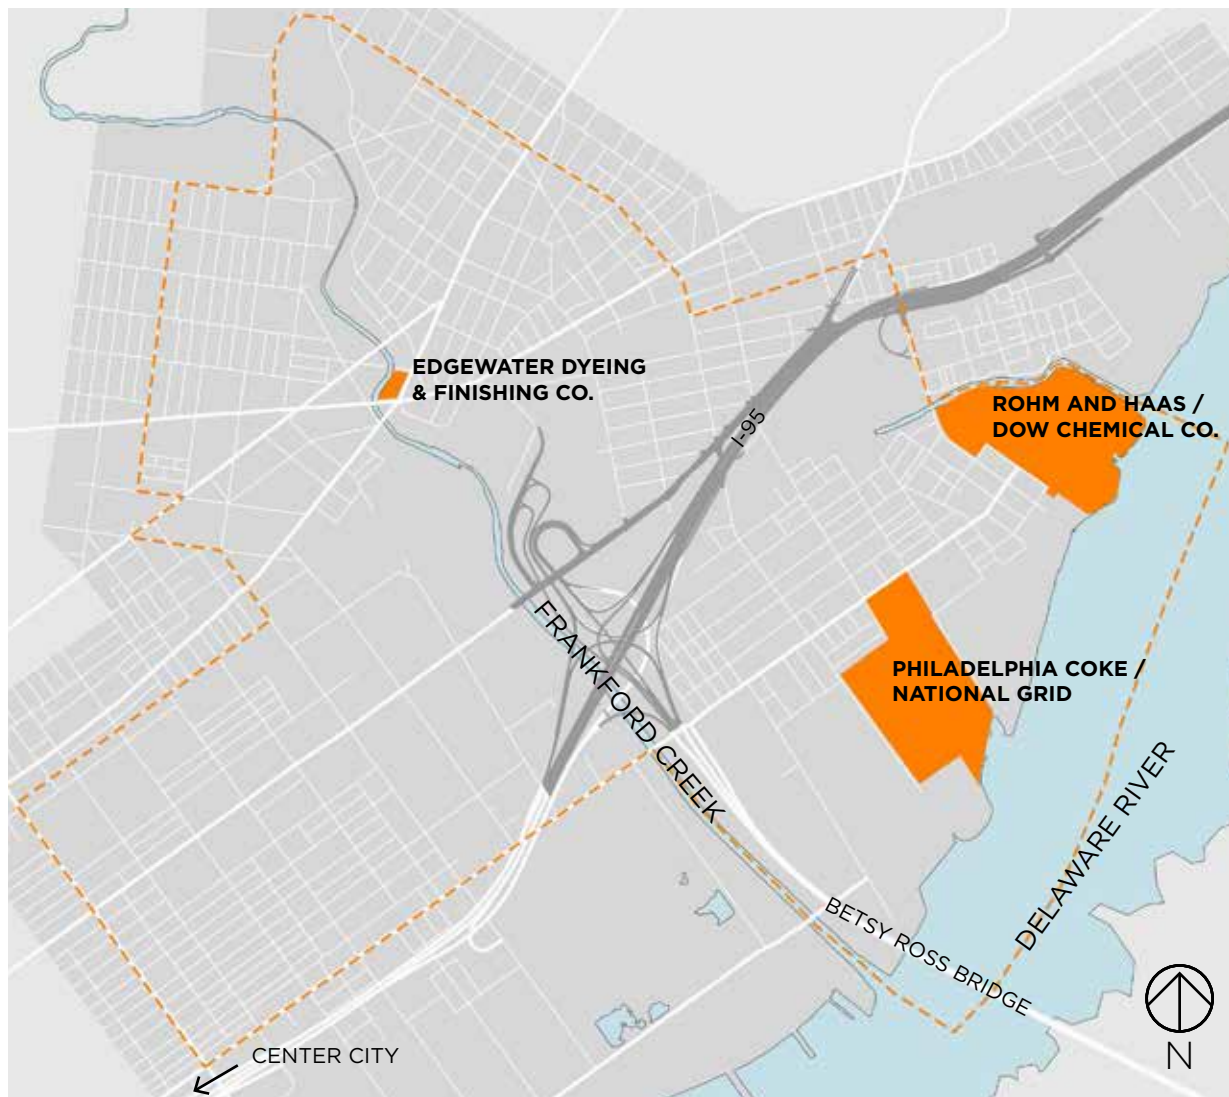 EDGEWATER DYEING
& FINISHING CO.
ROHM AND HAAS /
DOW CHEMICAL CO.
I-95
FRANKFORD CREEK
PHILADELPHIA COKE /
NATIONAL GRID
DELAWARE RIVER
BETSY ROSS BRIDGE
CENTER CITY
N